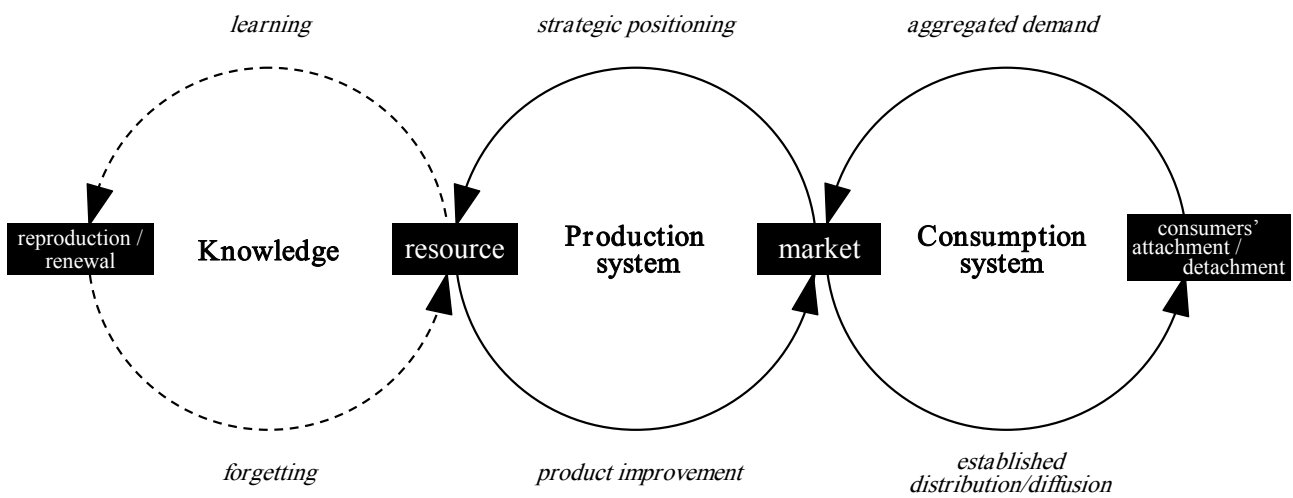 learning
strategic positioning
aggregated demand
reproduction /
renewal
Knowledge
resource
Production
system
market
Consumption
system
consumers’
attachment /
detachment
forgetting
product improvement
established
distribution/diffusion